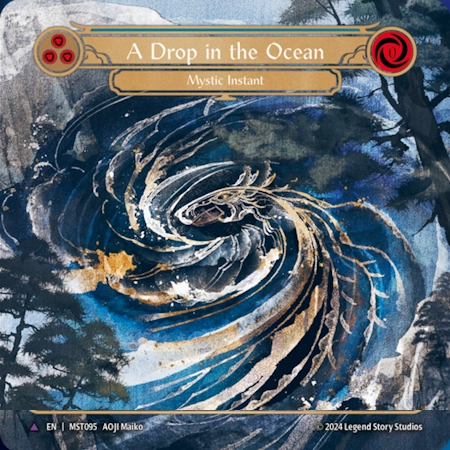 A Drop in the Ocean
Mystic Instant
EN | MST095 AOJI Maiko © 2024 Legend Story Studios